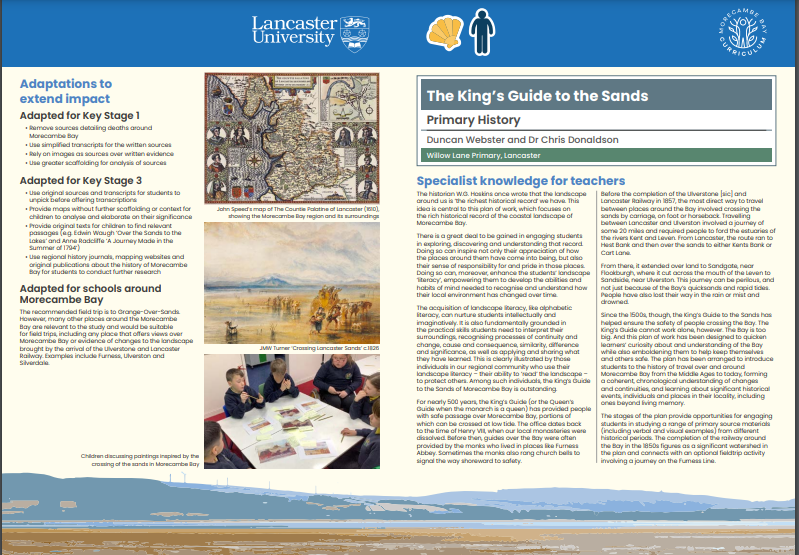 Lancaster
University
MORECAMBE BAY
CURRICULUM
Adaptations to
extend impact
Adapted for Key Stage 1
• Remove sources detailing deaths around
Morecambe Bay
• Use simplified transcripts for the written sources
• Rely on images as sources over written evidence
• Use greater scaffolding for analysis of sources
Adapted for Key Stage 3
• Use original sources and transcripts for students to
unpick before offering transcriptions
• Provide maps without further scaffolding or context for
children to analyse and elaborate on their significance
• Provide original texts for children to find relevant
passages (e.g. Edwin Waugh 'Over the Sands to the
Lakes' and Anne Radcliffe 'A Journey Made in the
Summer of 1794')
• Use regional history journals, mapping websites and
original publications about the history of Morecambe
Bay for students to conduct further research
Adapted for schools around
Morecambe Bay
The recommended field trip is to Grange-Over-Sands.
However, many other places around the Morecambe
Bay are relevant to the study and would be suitable
for field trips, including any place that offers views over
Morecambe Bay or evidence of changes to the landscape
brought by the arrival of the Ulverstone and Lancaster
Railway. Examples include Furness, Ulverston and
Silverdale.
John Speed's map of The Countie Palatine of Lancaster (1610),
showing the Morecambe Bay region and its surroundings
JMW Turner 'Crossing Lancaster Sands' c.1826
Children discussing paintings inspired by the
crossing of the sands in Morecambe Bay
The King's Guide to the Sands
Primary History
Duncan Webster and Dr Chris Donaldson
Willow Lane Primary, Lancaster
Specialist knowledge for teachers
The historian W.G. Hoskins once wrote that the landscape
around us is the richest historical record we have. This
idea is central to this plan of work, which focuses on
the rich historical record of the coastal landscape of
Morecambe Bay.
There is a great deal to be gained in engaging students
in exploring, discovering and understanding that record.
Doing so can inspire not only their appreciation of how
the places around them have come into being, but also
their sense of responsibility for and pride in those places.
Doing so can, moreover, enhance the students' landscape
'literacy', empowering them to develop the abilities and
habits of mind needed to recognise and understand how
their local environment has changed over time.
The acquisition of landscape literacy, like alphabetic
literacy, can nurture students intellectually and
imaginatively. It is also fundamentally grounded in
the practical skills students need to interpret their
surroundings, recognising processes of continuity and
change, cause and consequence, similarity, difference
and significance, as well as applying and sharing what
they have learned. This is clearly illustrated by those
individuals in our regional community who use their
landscape literacy – their ability to 'read' the landscape –
to protect others. Among such individuals, the King's Guide
to the Sands of Morecambe Bay is outstanding.
For nearly 500 years, the King's Guide (or the Queen's
Guide when the monarch is a queen) has provided people
with safe passage over Morecambe Bay, portions of
which can be crossed at low tide. The office dates back
to the time of Henry VIII, when our local monasteries were
dissolved. Before then, guides over the Bay were often
provided by the monks who lived in places like Furness
Abbey. Sometimes the monks also rang church bells to
signal the way shoreward to safety.
Before the completion of the Ulverstone [sic] and
Lancaster Railway in 1857, the most direct way to travel
between places around the Bay involved crossing the
sands by carriage, on foot or horseback. Travelling
between Lancaster and Ulverston involved a journey of
some 20 miles and required people to ford the estuaries of
the rivers Kent and Leven. From Lancaster, the route ran to
Hest Bank and then over the sands to either Kents Bank or
Cart Lane.
From there, it extended over land to Sandgate, near
Flookburgh, where it cut across the mouth of the Leven to
Sandside, near Ulverston. This journey can be perilous, and
not just because of the Bay's quicksands and rapid tides.
People have also lost their way in the rain or mist and
drowned.
Since the 1500s, though, the King's Guide to the Sands has
helped ensure the safety of people crossing the Bay. The
King's Guide cannot work alone, however. The Bay is too
big. And this plan of work has been designed to quicken
learners' curiosity about and understanding of the Bay
while also emboldening them to help keep themselves
and others safe. The plan has been arranged to introduce
students to the history of travel over and around
Morecambe Bay from the Middle Ages to today, forming
a coherent, chronological understanding of changes
and continuities, and learning about significant historical
events, individuals and places in their locality, including
ones beyond living memory.
The stages of the plan provide opportunities for engaging
students in studying a range of primary source materials
(including verbal and visual examples) from different
historical periods. The completion of the railway around
the Bay in the 1850s figures as a significant watershed in
the plan and connects with an optional fieldtrip activity
involving a journey on the Furness Line.